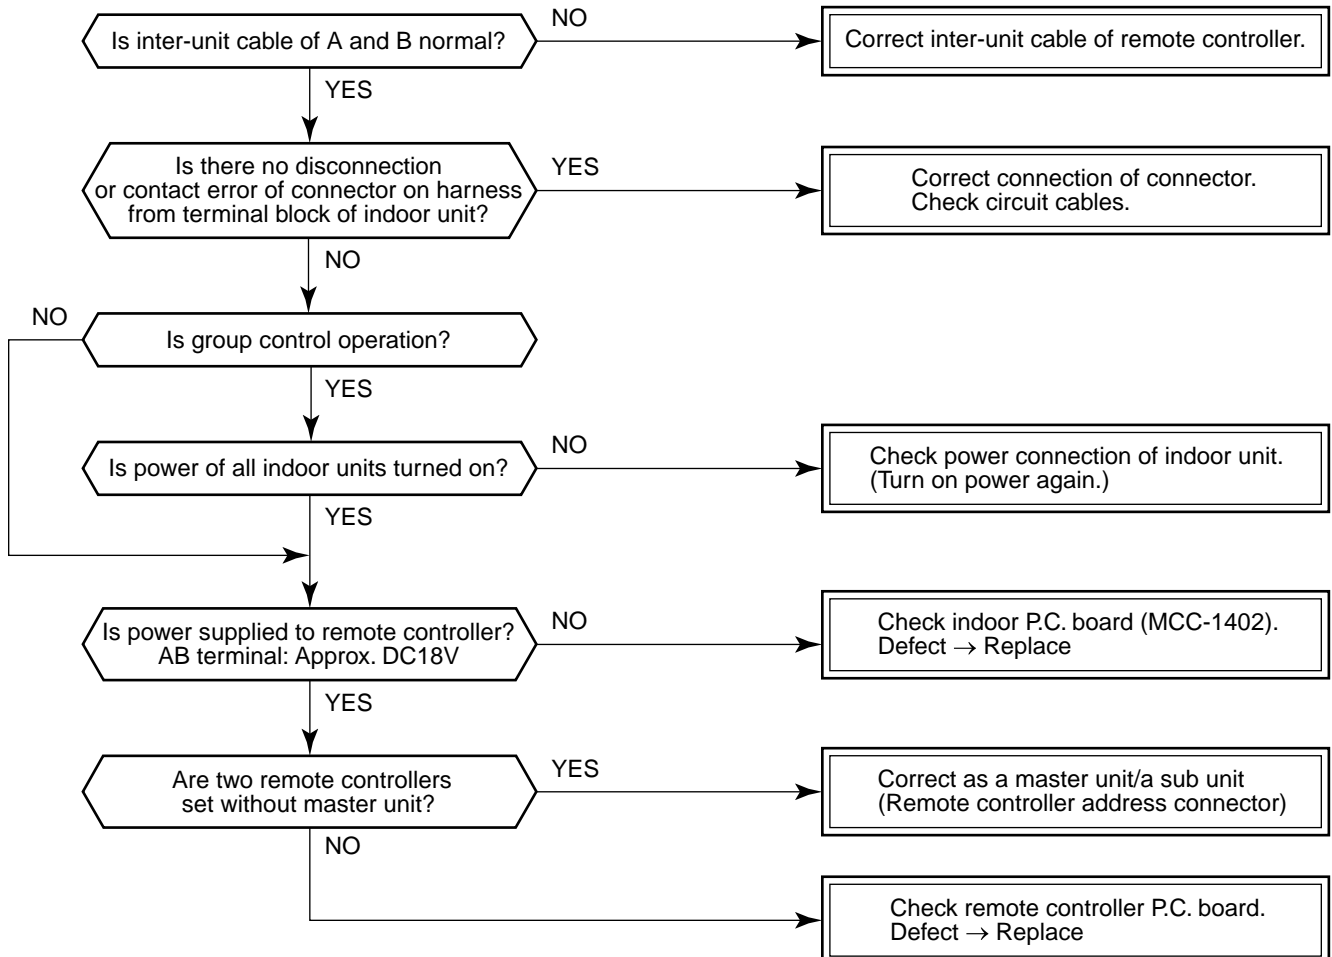 Is inter-unit cable of A and B normal?
NO
Correct inter-unit cable of remote controller.
YES
Is there no disconnection
or contact error of connector on harness
from terminal block of indoor unit?
YES
Correct connection of connector.
Check circuit cables.
NO
NO
Is group control operation?
YES
Is power of all indoor units turned on?
NO
Check power connection of indoor unit.
(Turn on power again.)
YES
Is power supplied to remote controller?
AB terminal: Approx. DC18V
NO
Check indoor P.C. board (MCC-1402).
Defect → Replace
YES
Are two remote controllers
set without master unit?
YES
Correct as a master unit/a sub unit
(Remote controller address connector)
NO
Check remote controller P.C. board.
Defect → Replace